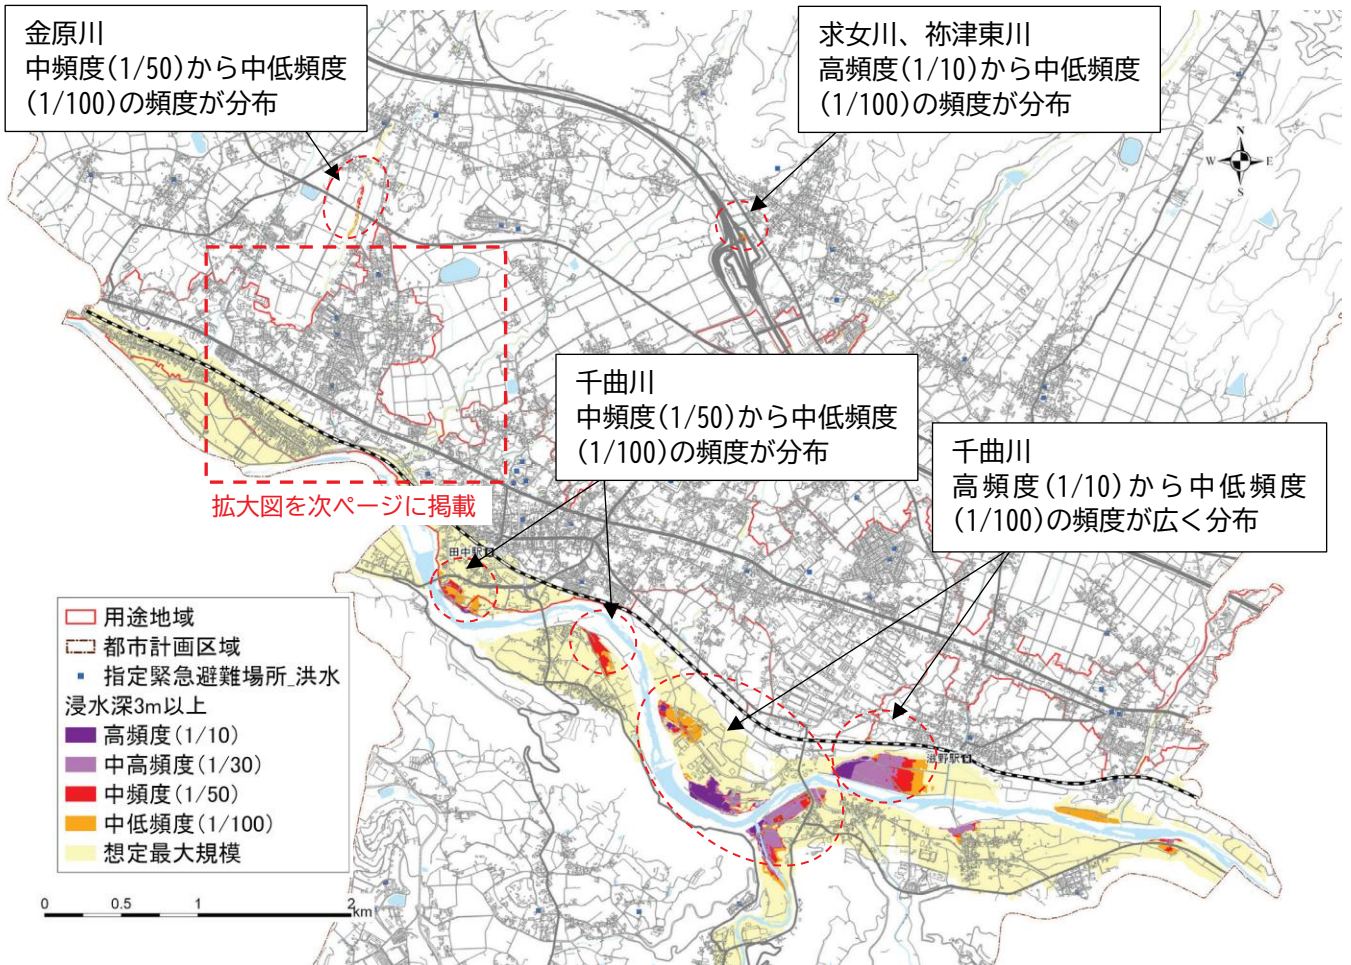 金原川
中頻度(1/50)から中低頻度
(1/100)の頻度が分布
求女川、祢津東川
高頻度(1/10)から中低頻度
(1/100)の頻度が分布
N
W
E
S
千曲川
中頻度(1/50)から中低頻度
(1/100)の頻度が分布
千曲川
高頻度(1/10)から中低頻度
(1/100)の頻度が広く分布
拡大図を次ページに掲載
田中駅
滋野駅
用途地域
都市計画区域
指定緊急避難場所_洪水
浸水深3m以上
高頻度(1/10)
中高頻度(1/30)
中頻度(1/50)
中低頻度(1/100)
想定最大規模
0 0.5 1 2
km